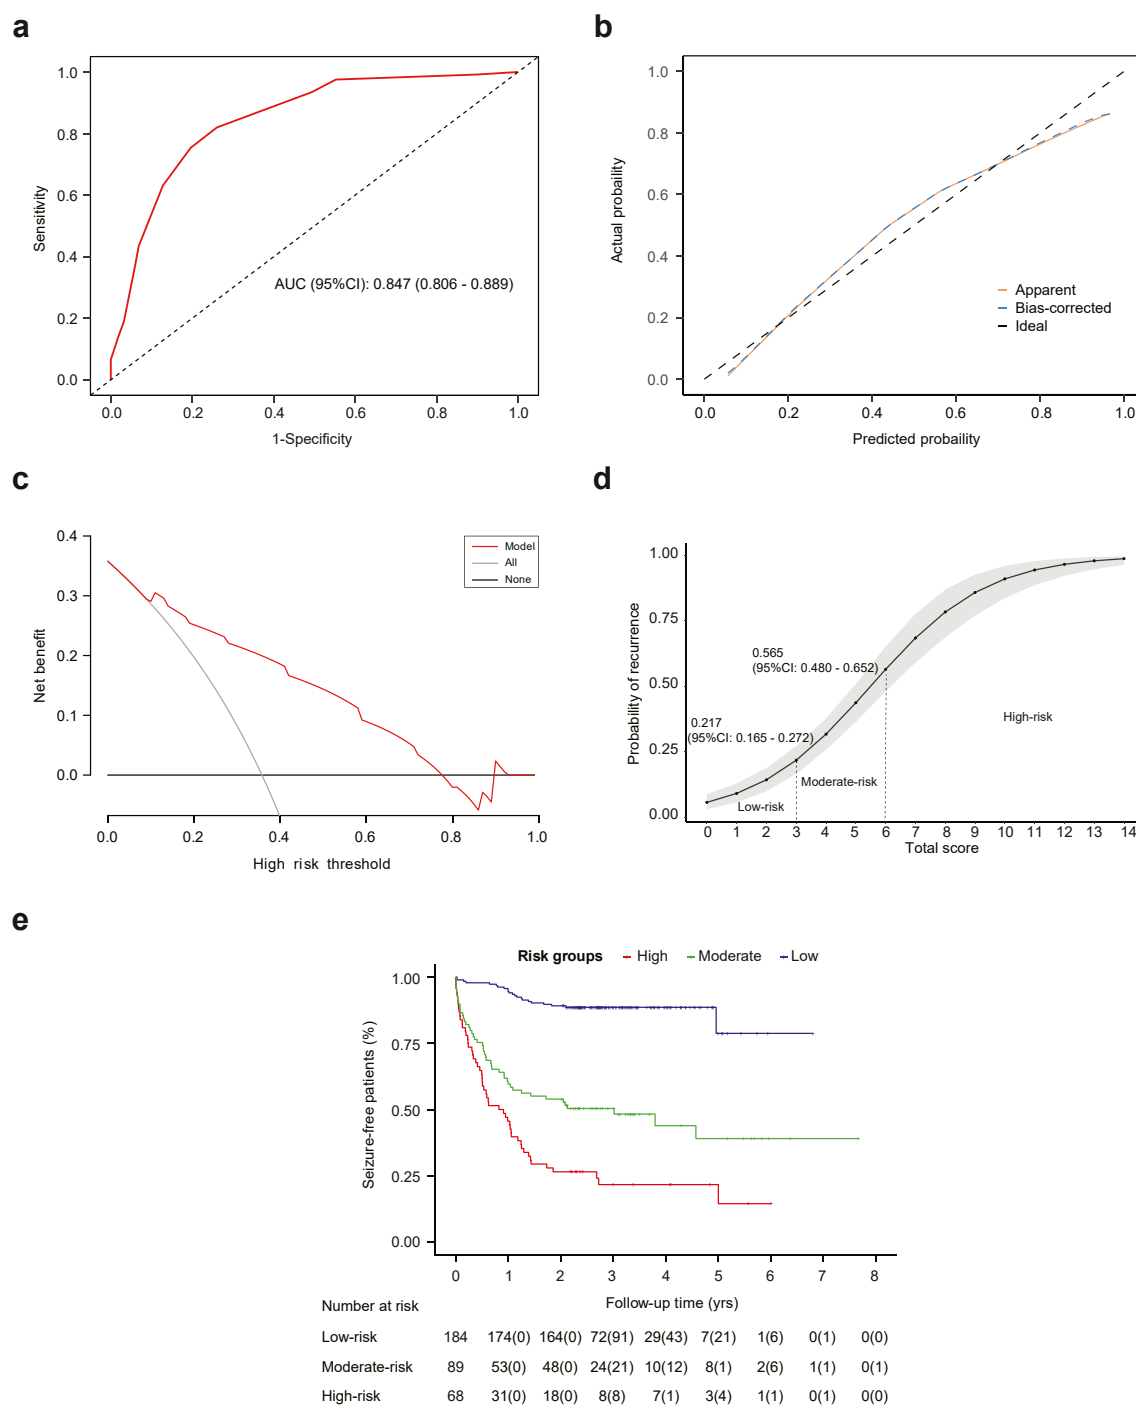 a
1.0
0.8
0.6
0.4
0.2
0.0
Sensitivity
AUC (95%CI): 0.847 (0.806 - 0.889)
0.0 0.2 0.4 0.6 0.8 1.0
1-Specificity
b
1.0
0.8
0.6
0.4
0.2
0.0
Actual probaility
Apparent
Bias-corrected
Ideal
0.0 0.2 0.4 0.6 0.8 1.0
Predicted probaility
c
0.4
0.3
0.2
0.1
0.0
Net benefit
Model
All
None
0.0 0.2 0.4 0.6 0.8 1.0
High risk threshold
d
1.00
0.75
0.50
0.25
0.00
Probability of recurrence
0.565
(95%CI: 0.480 - 0.652)
0.217
(95%CI: 0.165 - 0.272)
High-risk
Moderate-risk
Low-risk
0 1 2 3 4 5 6 7 8 9 10 11 12 13 14
Total score
e
Risk groups High Moderate Low
1.00
0.75
0.50
0.25
0.00
Seizure-free patients (%)
0 1 2 3 4 5 6 7 8
Follow-up time (yrs)
Number at risk
Low-risk 184 174(0) 164(0) 72(91) 29(43) 7(21) 1(6) 0(1) 0(0)
Moderate-risk 89 53(0) 48(0) 24(21) 10(12) 8(1) 2(6) 1(1) 0(1)
High-risk 68 31(0) 18(0) 8(8) 7(1) 3(4) 1(1) 0(1) 0(0)